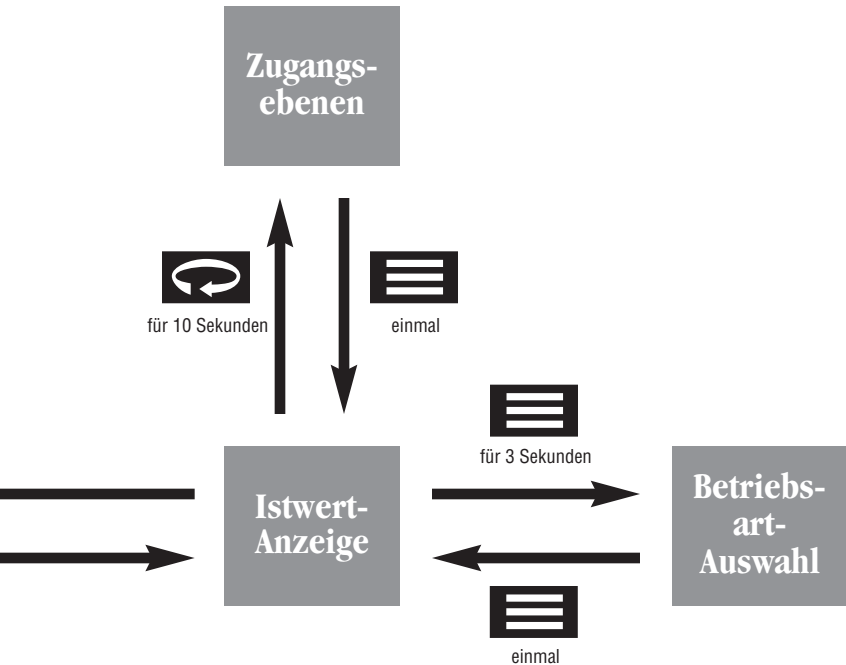 Zugangs-
ebenen
für 10 Sekunden
einmal
für 3 Sekunden
Istwert-
Anzeige
Betriebs-
art-
Auswahl
einmal